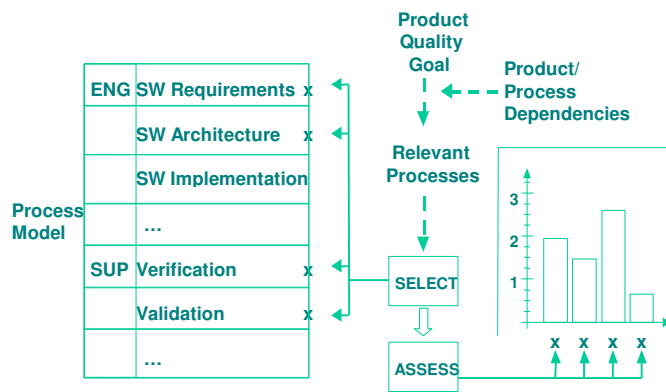 Product
Quality
Goal
Product/
Process
Dependencies
ENG SW Requirements x
SW Architecture x
SW Implementation
...
SUP Verification x
Validation x
...
Process
Model
Relevant
Processes
SELECT
ASSESS
3
2
1
x x x x